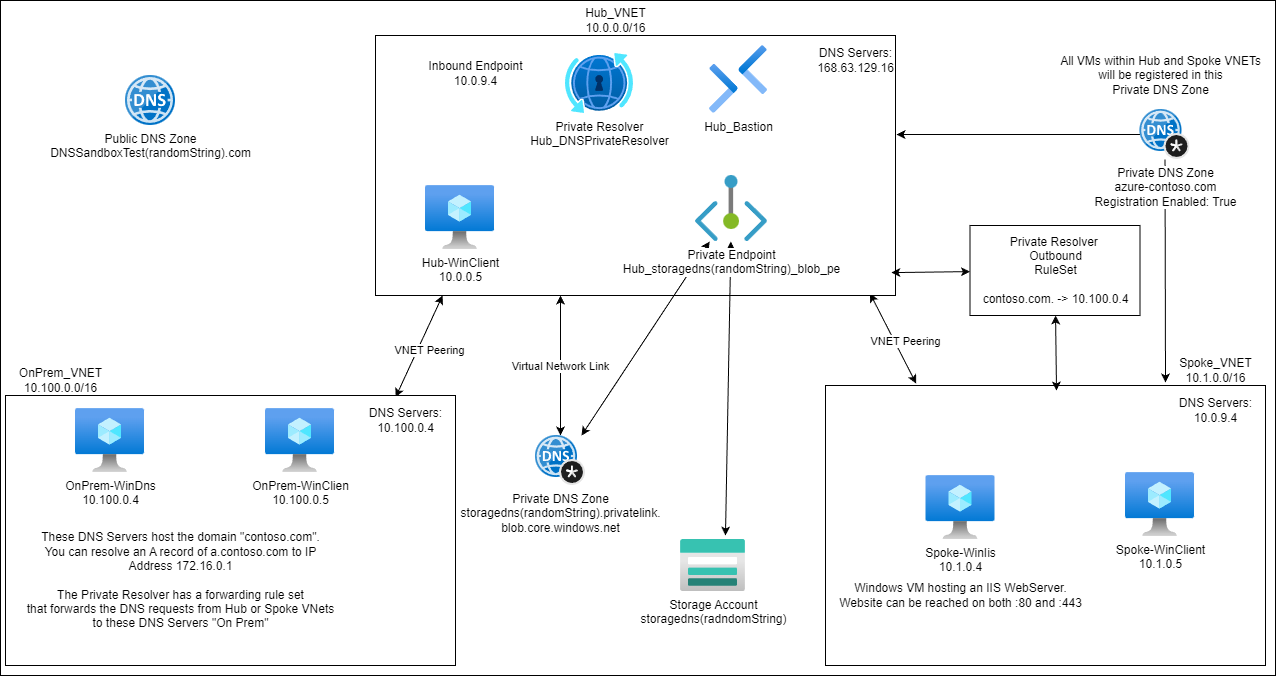 Hub_VNET
10.0.0.0/16
Inbound Endpoint
10.0.9.4
DNS Servers:
168.63.129.16
Private Resolver
Hub_DNSPrivateResolver
Hub_Bastion
Hub-WinClient
10.0.0.5
Private Endpoint
Hub_storagedns(randomString)_blob_pe
DNS
Public DNS Zone
DNSSandboxTest(randomString).com
All VMs within Hub and Spoke VNETs
will be registered in this
Private DNS Zone
DNS
Private DNS Zone
azure-contoso.com
Registration Enabled: True
Private Resolver
Outbound
RuleSet
contoso.com. -> 10.100.0.4
VNET Peering
Virtual Network Link
VNET Peering
OnPrem_VNET
10.100.0.0/16
DNS Servers:
10.100.0.4
OnPrem-WinDns
10.100.0.4
OnPrem-WinClien
10.100.0.5
These DNS Servers host the domain "contoso.com".
You can resolve an A record of a.contoso.com to IP
Address 172.16.0.1
The Private Resolver has a forwarding rule set
that forwards the DNS requests from Hub or Spoke VNets
to these DNS Servers "On Prem"
DNS
Private DNS Zone
storagedns(randomString).privatelink.
blob.core.windows.net
Storage Account
storagedns(radndomString)
Spoke_VNET
10.1.0.0/16
DNS Servers:
10.0.9.4
Spoke-WinIis
10.1.0.4
Spoke-WinClient
10.1.0.5
Windows VM hosting an IIS WebServer.
Website can be reached on both :80 and :443